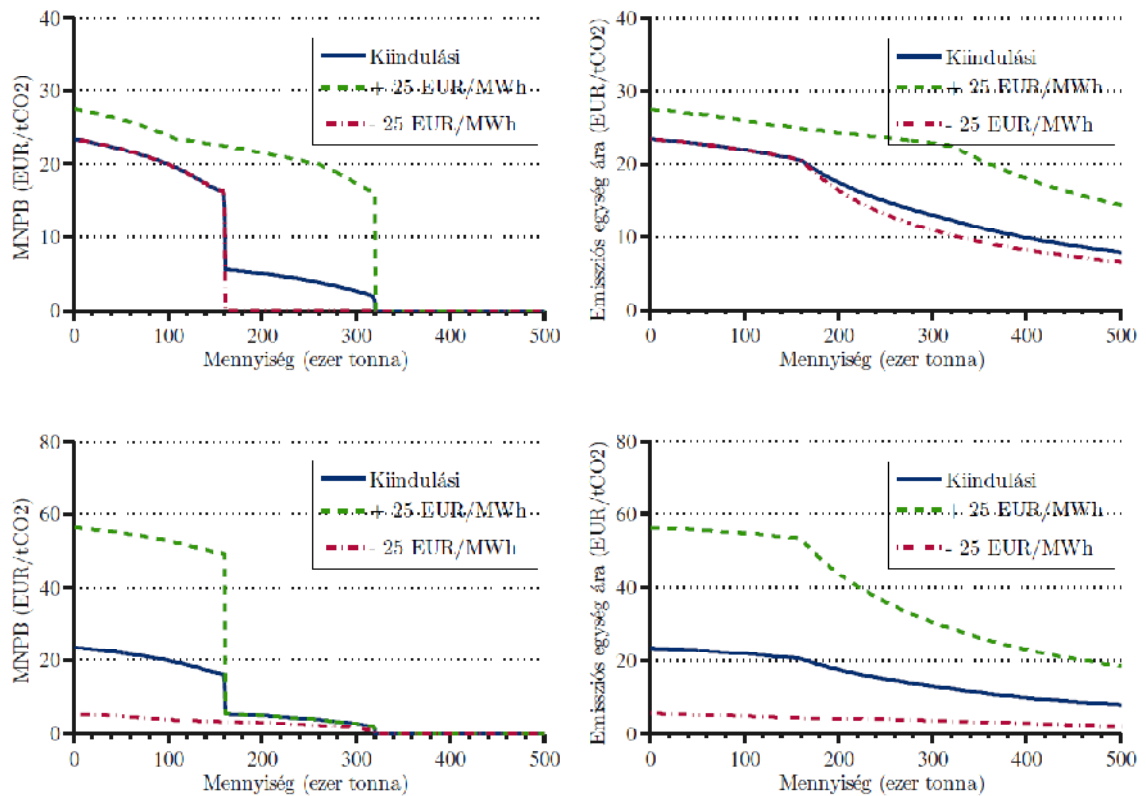 MNPB (EUR/tCO2)
40
30
20
10
0
Kiindulási
+ 25 EUR/MWh
- 25 EUR/MWh
0 100 200 300 400 500
Mennyiség (ezer tonna)
Emissziós egység ára (EUR/tCO2)
40
30
20
10
0
Kiindulási
+ 25 EUR/MWh
- 25 EUR/MWh
0 100 200 300 400 500
Mennyiség (ezer tonna)
MNPB (EUR/tCO2)
80
60
40
20
0
Kiindulási
+ 25 EUR/MWh
- 25 EUR/MWh
0 100 200 300 400 500
Mennyiség (ezer tonna)
Emissziós egység ára (EUR/tCO2)
80
60
40
20
0
Kiindulási
+ 25 EUR/MWh
- 25 EUR/MWh
0 100 200 300 400 500
Mennyiség (ezer tonna)